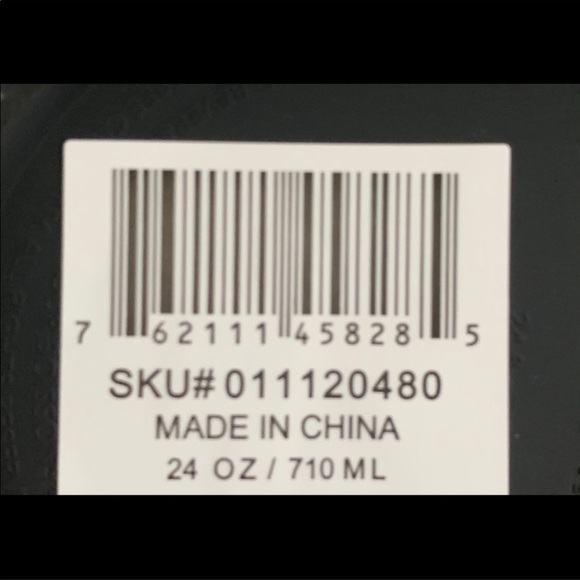 7 62111 45828 5
SKU# 011120480
MADE IN CHINA
24 OZ / 710 ML